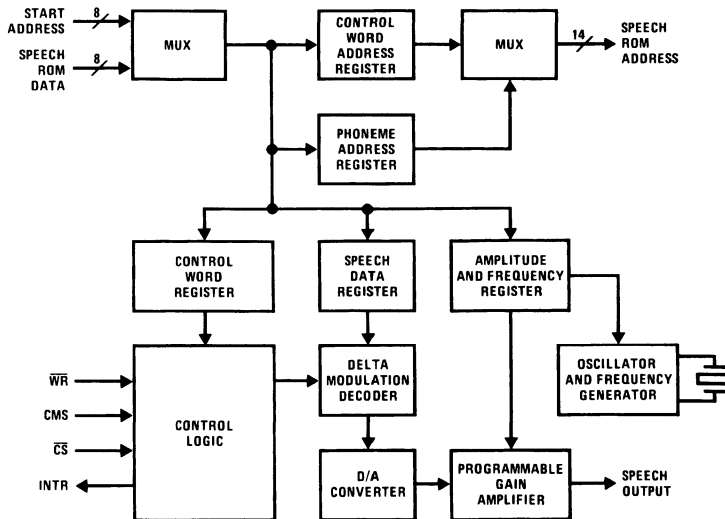 START
ADDRESS
8
SPEECH
ROM
DATA
8
MUX
CONTROL
WORD
ADDRESS
REGISTER
MUX
14
SPEECH
ROM
ADDRESS
PHONEME
ADDRESS
REGISTER
CONTROL
WORD
REGISTER
SPEECH
DATA
REGISTER
AMPLITUDE
AND FREQUENCY
REGISTER
W̅R̅
CMS
C̅S̅
INTR
CONTROL
LOGIC
DELTA
MODULATION
DECODER
OSCILLATOR
AND FREQUENCY
GENERATOR
D/A
CONVERTER
PROGRAMMABLE
GAIN
AMPLIFIER
SPEECH
OUTPUT